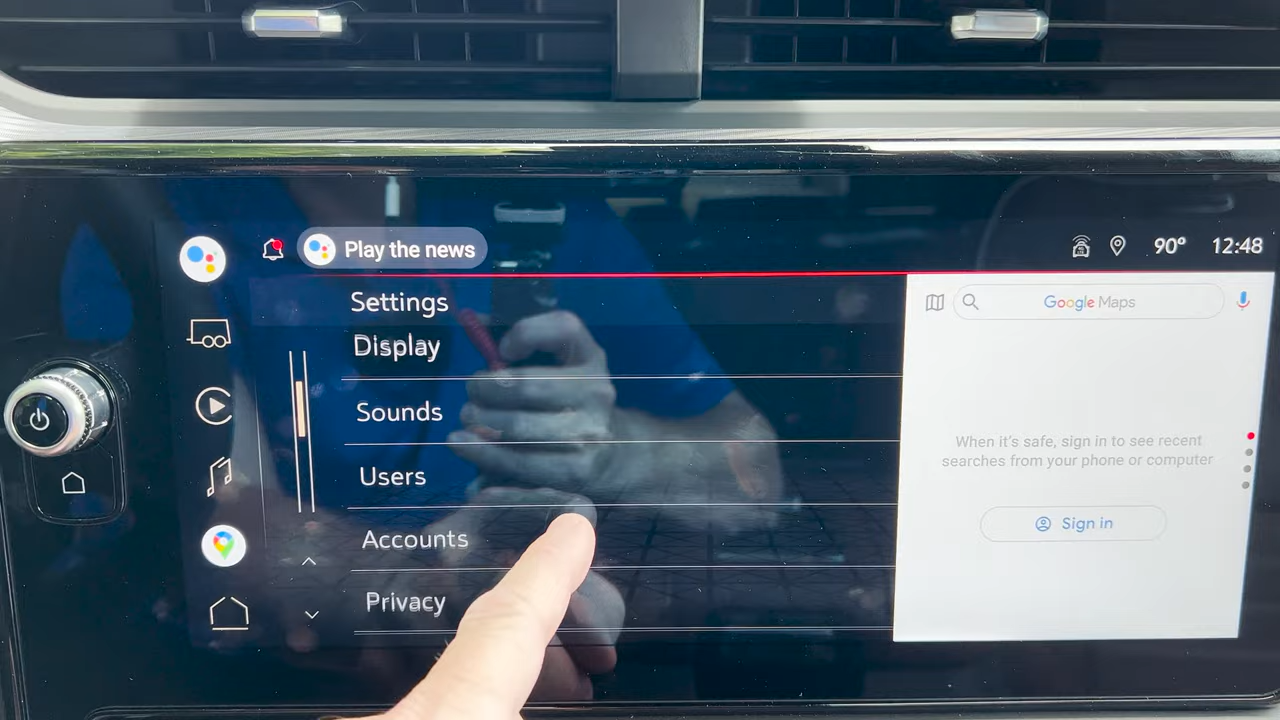 Play the news
90° 12:48
Settings
Display
Sounds
Users
Accounts
Privacy
Google Maps
When it's safe, sign in to see recent
searches from your phone or computer
Sign in